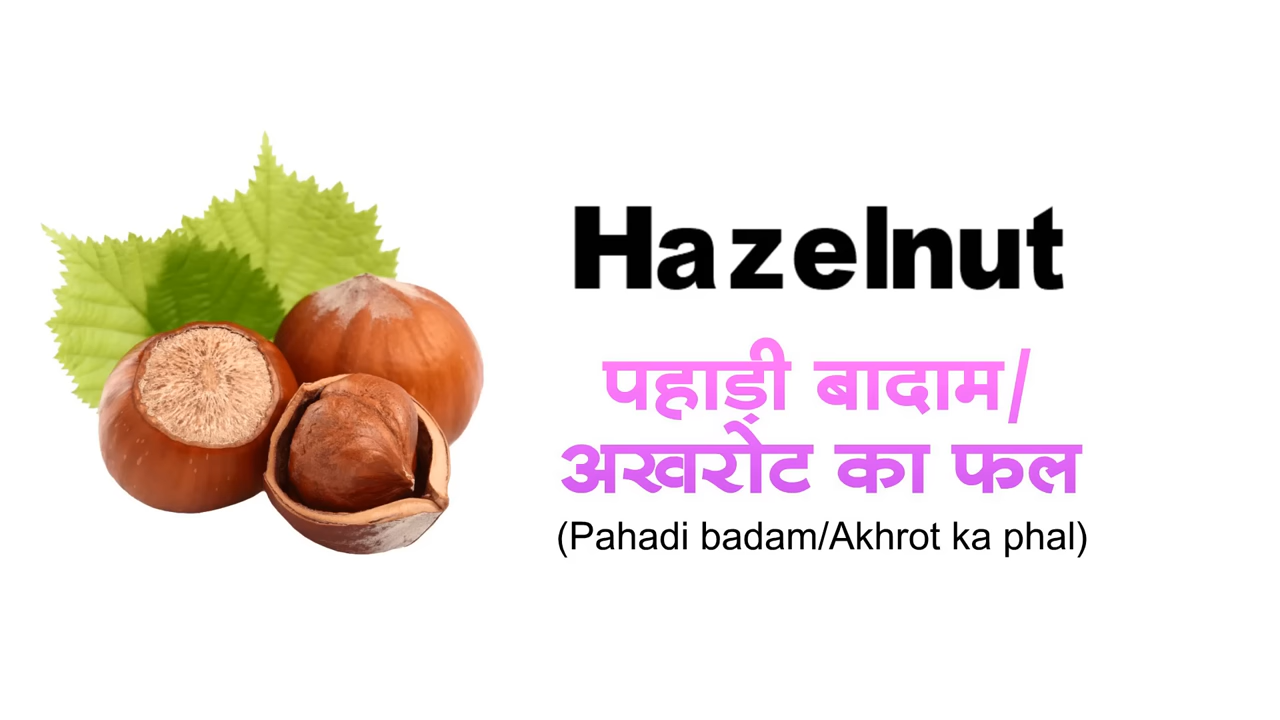 Hazelnut
पहाड़ी बादाम/
अखरोट का फल
(Pahadi badam/Akhrot ka phal)